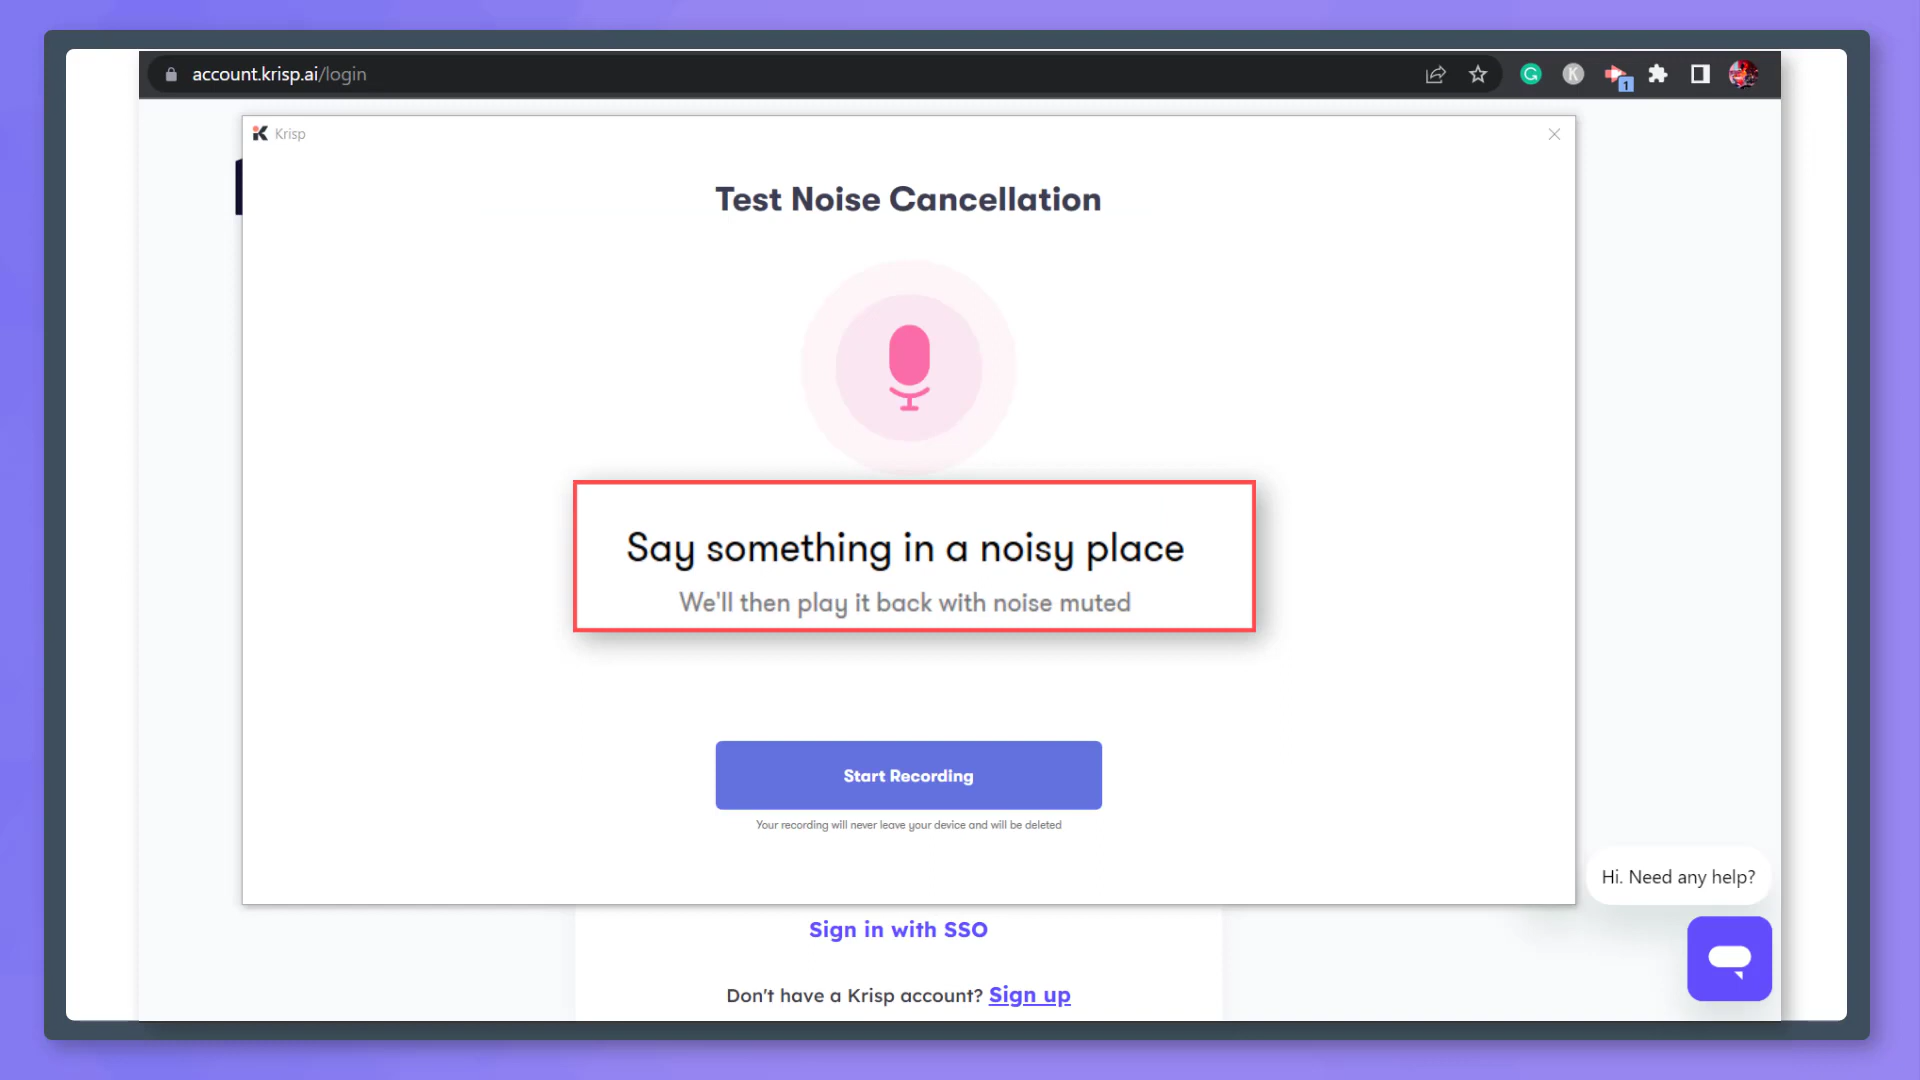 account.krisp.ai/login
1
Krisp
Test Noise Cancellation
Say something in a noisy place
We'll then play it back with noise muted
Start Recording
Your recording will never leave your device and will be deleted
Hi. Need any help?
Sign in with SSO
Don't have a Krisp account? Sign up